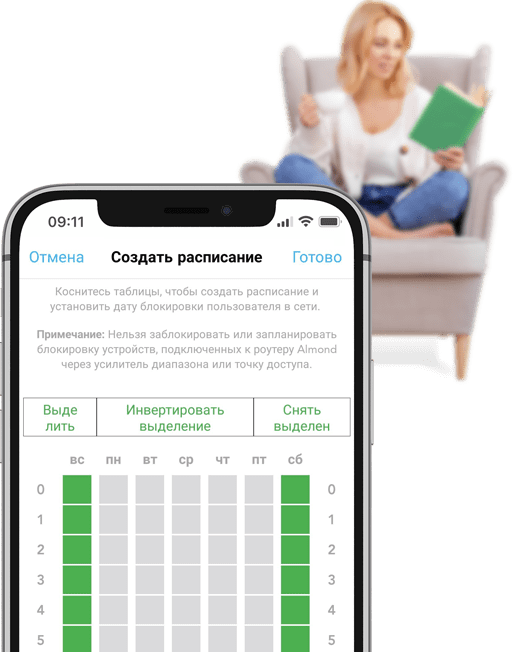 09:11
Отмена Создать расписание Готово
Коснитесь таблицы, чтобы создать расписание и
установить дату блокировки пользователя в сети.
Примечание: Нельзя заблокировать или запланировать
блокировку устройств, подключенных к роутеру Almond
через усилитель диапазона или точку доступа.
Выде
лить
Инвертировать
выделение
Снять
выделен
вс пн вт ср чт пт сб
0 0
1 1
2 2
3 3
4 4
5 5